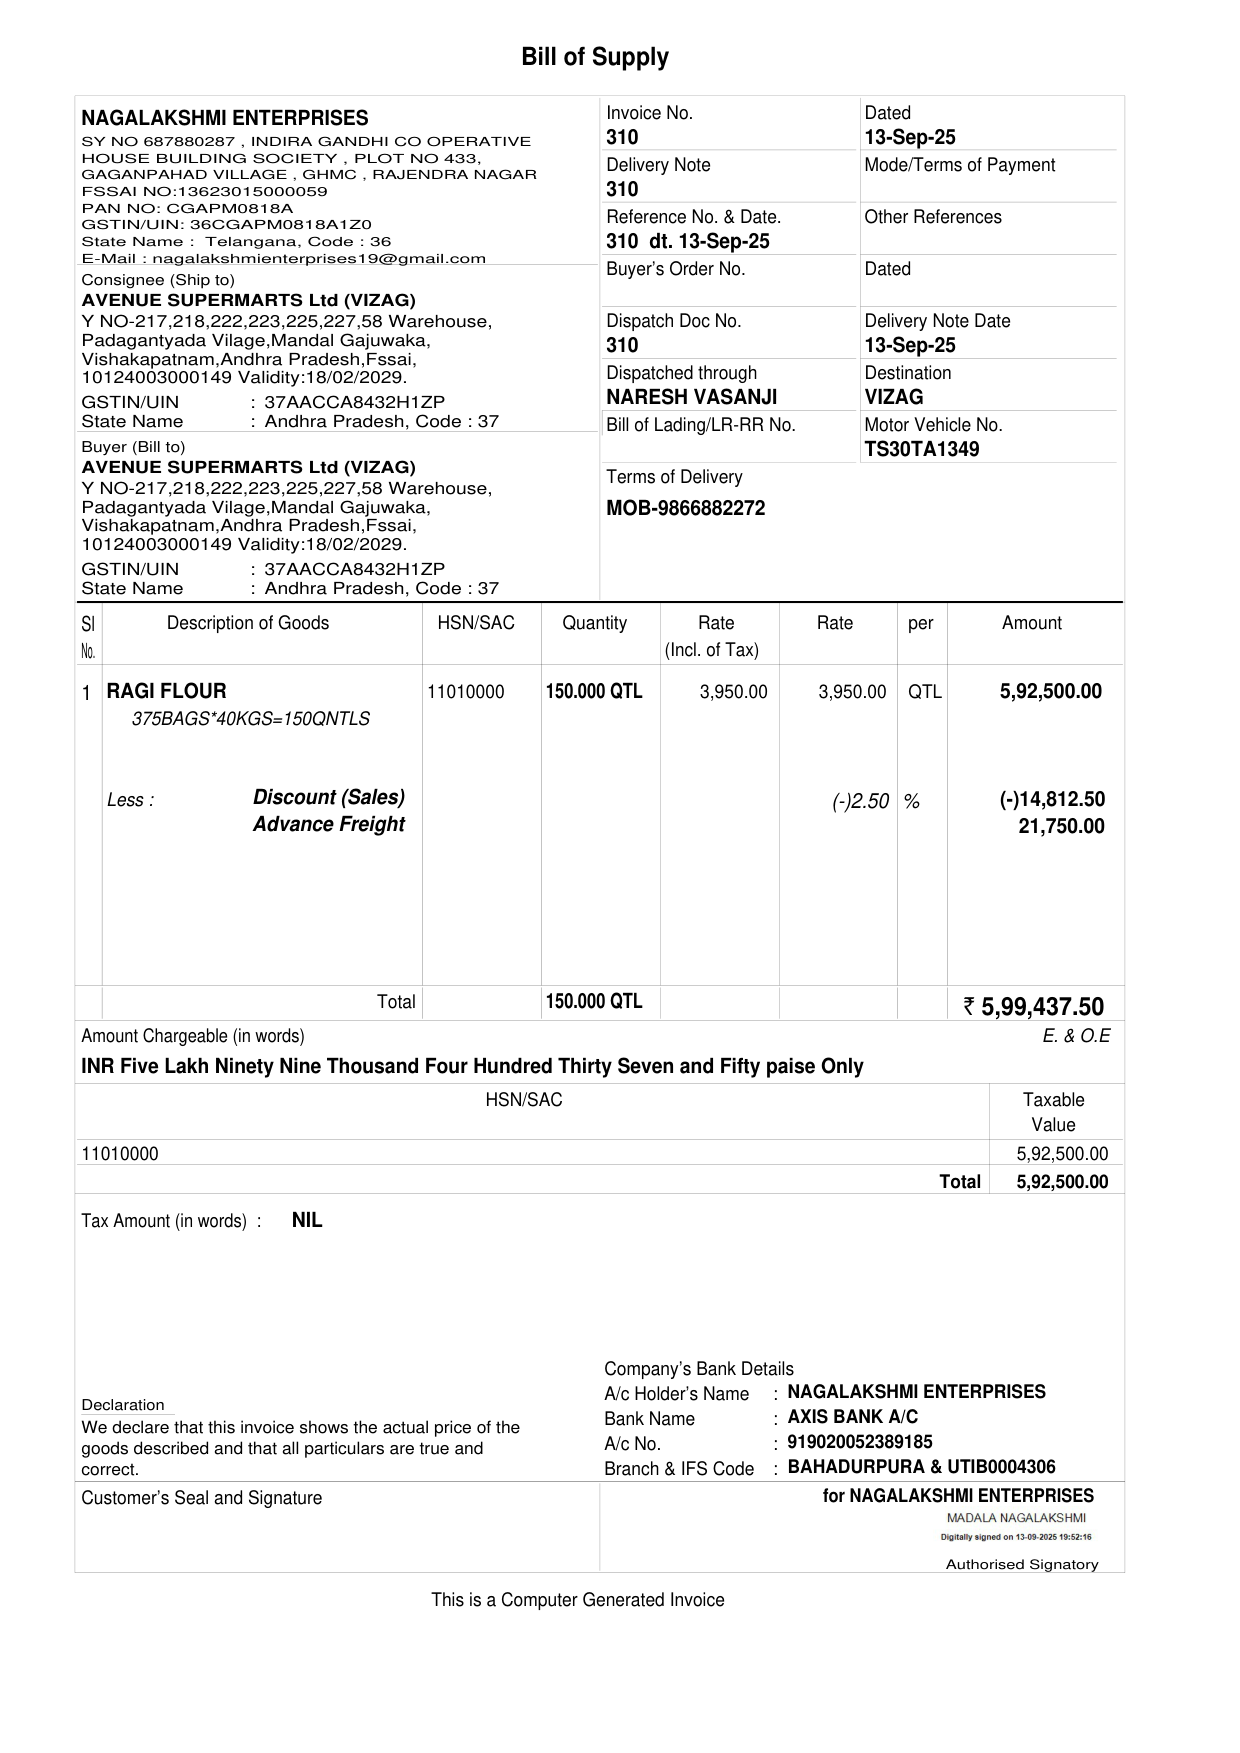 Bill of Supply
NAGALAKSHMI ENTERPRISES
SY NO 687880287 , INDIRA GANDHI CO OPERATIVE
HOUSE BUILDING SOCIETY , PLOT NO 433,
GAGANPAHAD VILLAGE , GHMC , RAJENDRA NAGAR
FSSAI NO:13623015000059
PAN NO: CGAPM0818A
GSTIN/UIN: 36CGAPM0818A1Z0
State Name : Telangana, Code : 36
E-Mail : nagalakshmienterprises19@gmail.com
Consignee (Ship to)
AVENUE SUPERMARTS Ltd (VIZAG)
Y NO-217,218,222,223,225,227,58 Warehouse,
Padagantyada Vilage,Mandal Gajuwaka,
Vishakapatnam,Andhra Pradesh,Fssai,
10124003000149 Validity:18/02/2029.
GSTIN/UIN : 37AACCA8432H1ZP
State Name : Andhra Pradesh, Code : 37
Buyer (Bill to)
AVENUE SUPERMARTS Ltd (VIZAG)
Y NO-217,218,222,223,225,227,58 Warehouse,
Padagantyada Vilage,Mandal Gajuwaka,
Vishakapatnam,Andhra Pradesh,Fssai,
10124003000149 Validity:18/02/2029.
GSTIN/UIN : 37AACCA8432H1ZP
State Name : Andhra Pradesh, Code : 37
Invoice No. Dated
310 13-Sep-25
Delivery Note Mode/Terms of Payment
310
Reference No. & Date. Other References
310 dt. 13-Sep-25
Buyer's Order No. Dated
Dispatch Doc No. Delivery Note Date
310 13-Sep-25
Dispatched through Destination
NARESH VASANJI VIZAG
Bill of Lading/LR-RR No. Motor Vehicle No.
TS30TA1349
Terms of Delivery
MOB-9866882272
Sl Description of Goods HSN/SAC Quantity Rate Rate per Amount
No. (Incl. of Tax)
1 RAGI FLOUR 11010000 150.000 QTL 3,950.00 3,950.00 QTL 5,92,500.00
375BAGS*40KGS=150QNTLS
Less : Discount (Sales) (-)2.50 % (-)14,812.50
Advance Freight 21,750.00
Total 150.000 QTL ₹ 5,99,437.50
Amount Chargeable (in words) E. & O.E
INR Five Lakh Ninety Nine Thousand Four Hundred Thirty Seven and Fifty paise Only
HSN/SAC Taxable
Value
11010000 5,92,500.00
Total 5,92,500.00
Tax Amount (in words) : NIL
Company's Bank Details
A/c Holder's Name : NAGALAKSHMI ENTERPRISES
Bank Name : AXIS BANK A/C
A/c No. : 919020052389185
Branch & IFS Code : BAHADURPURA & UTIB0004306
Declaration
We declare that this invoice shows the actual price of the
goods described and that all particulars are true and
correct.
Customer's Seal and Signature
for NAGALAKSHMI ENTERPRISES
MADALA NAGALAKSHMI
Digitally signed on 13-09-2025 19:52:16
Authorised Signatory
This is a Computer Generated Invoice